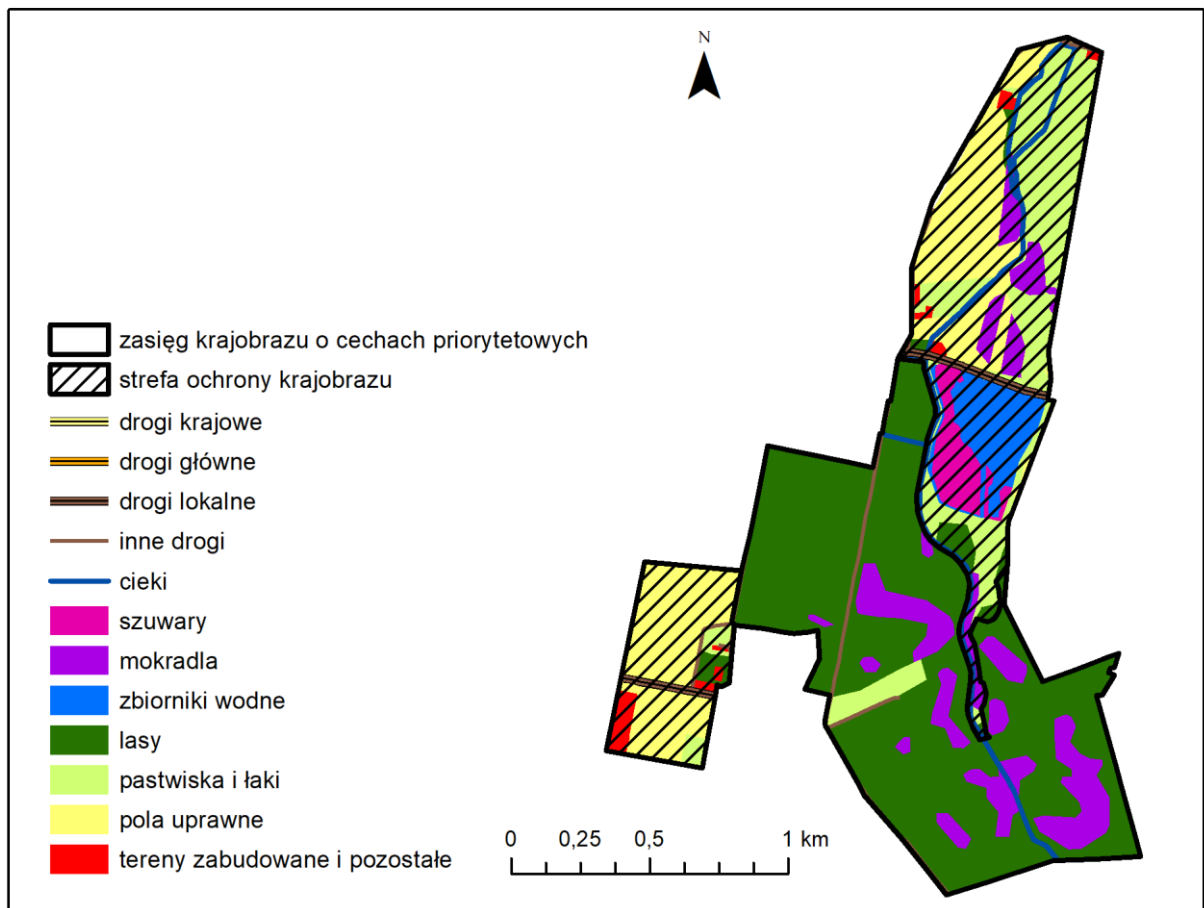 N
zasięg krajobrazu o cechach priorytetowych
strefa ochrony krajobrazu
drogi krajowe
drogi główne
drogi lokalne
inne drogi
cieki
szuwary
mokradla
zbiorniki wodne
lasy
pastwiska i łaki
pola uprawne
tereny zabudowane i pozostałe
0 0,25 0,5 1 km